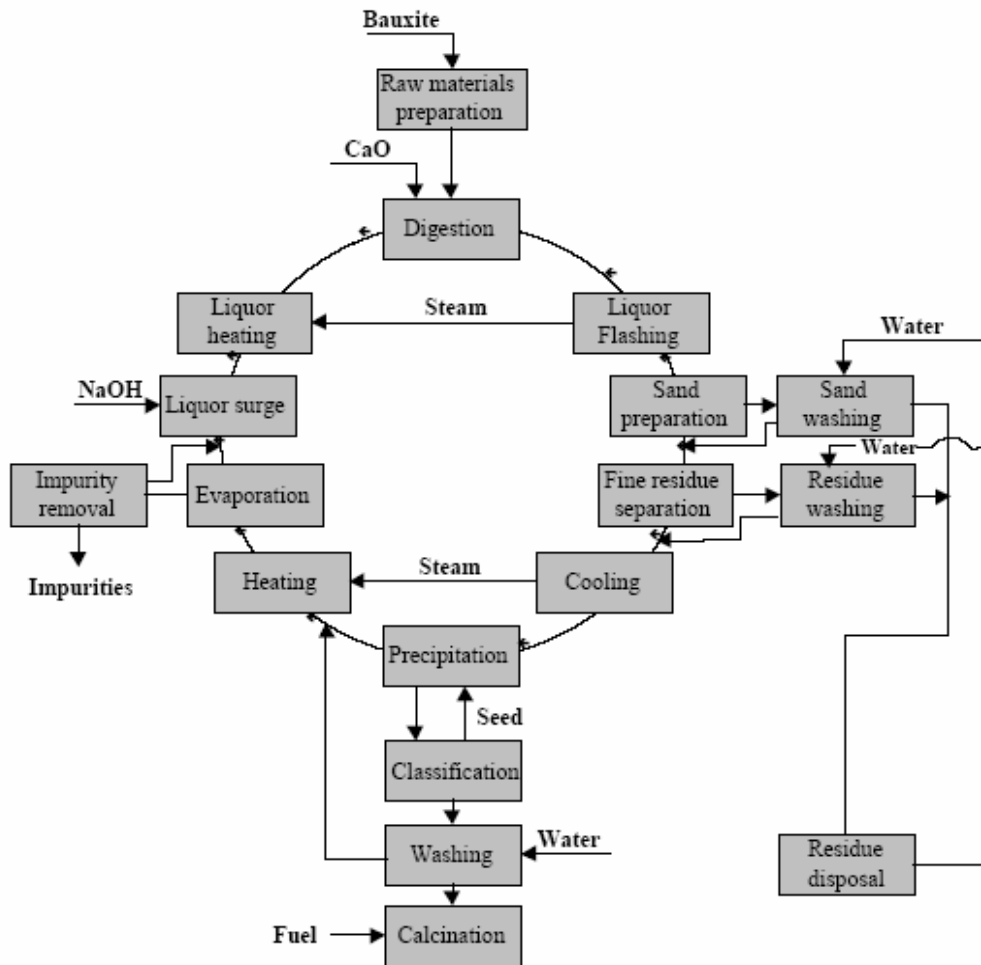 Bauxite
Raw materials
preparation
CaO
Digestion
Liquor
heating
Steam
Liquor
Flashing
Water
NaOH
Liquor surge
Sand
preparation
Sand
washing
Water
Impurity
removal
Evaporation
Fine residue
separation
Residue
washing
Impurities
Heating
Steam
Cooling
Precipitation
Seed
Classification
Washing
Water
Residue
disposal
Fuel
Calcination